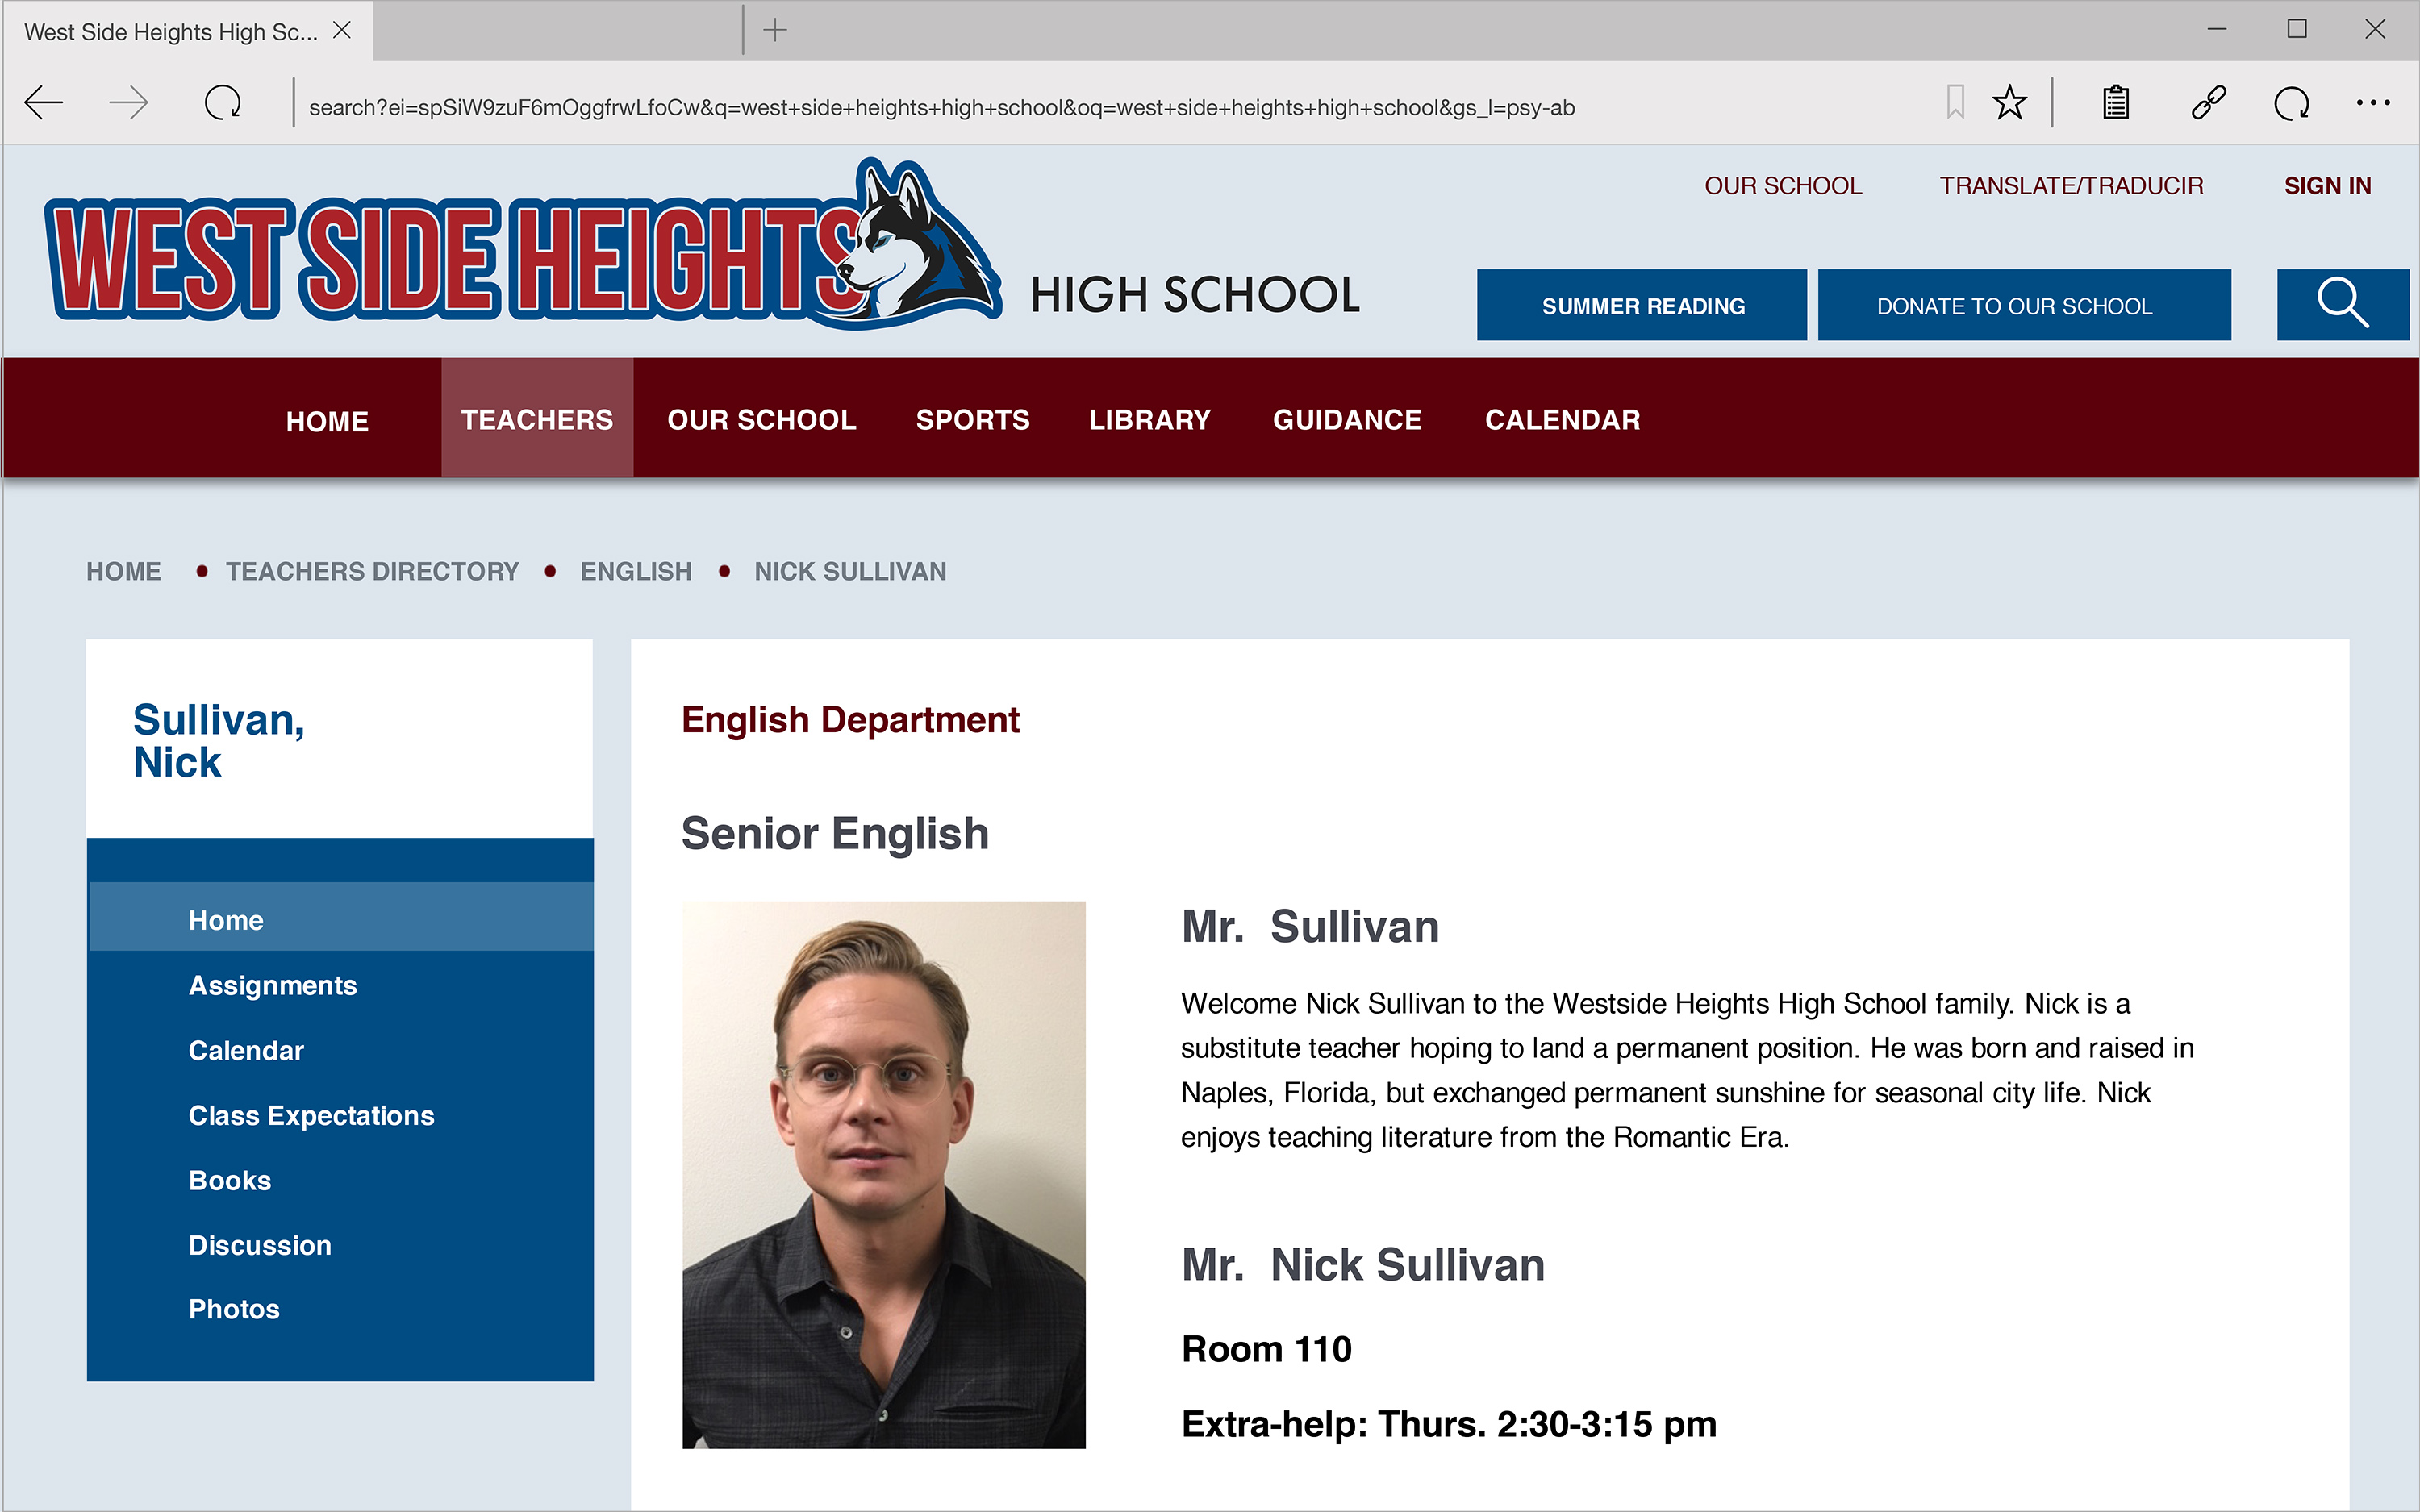 West Side Heights High Sc...
search?ei=spSiW9zuF6mOggfrwLfoCw&q=west+side+heights+high+school&oq=west+side+heights+high+school&gs_l=psy-ab
OUR SCHOOL
TRANSLATE/TRADUCIR
SIGN IN
WEST SIDE HEIGHTS
HIGH SCHOOL
SUMMER READING
DONATE TO OUR SCHOOL
HOME
TEACHERS
OUR SCHOOL
SPORTS
LIBRARY
GUIDANCE
CALENDAR
HOME • TEACHERS DIRECTORY • ENGLISH • NICK SULLIVAN
Sullivan,
Nick
Home
Assignments
Calendar
Class Expectations
Books
Discussion
Photos
English Department
Senior English
Mr. Sullivan
Welcome Nick Sullivan to the Westside Heights High School family. Nick is a
substitute teacher hoping to land a permanent position. He was born and raised in
Naples, Florida, but exchanged permanent sunshine for seasonal city life. Nick
enjoys teaching literature from the Romantic Era.
Mr. Nick Sullivan
Room 110
Extra-help: Thurs. 2:30-3:15 pm